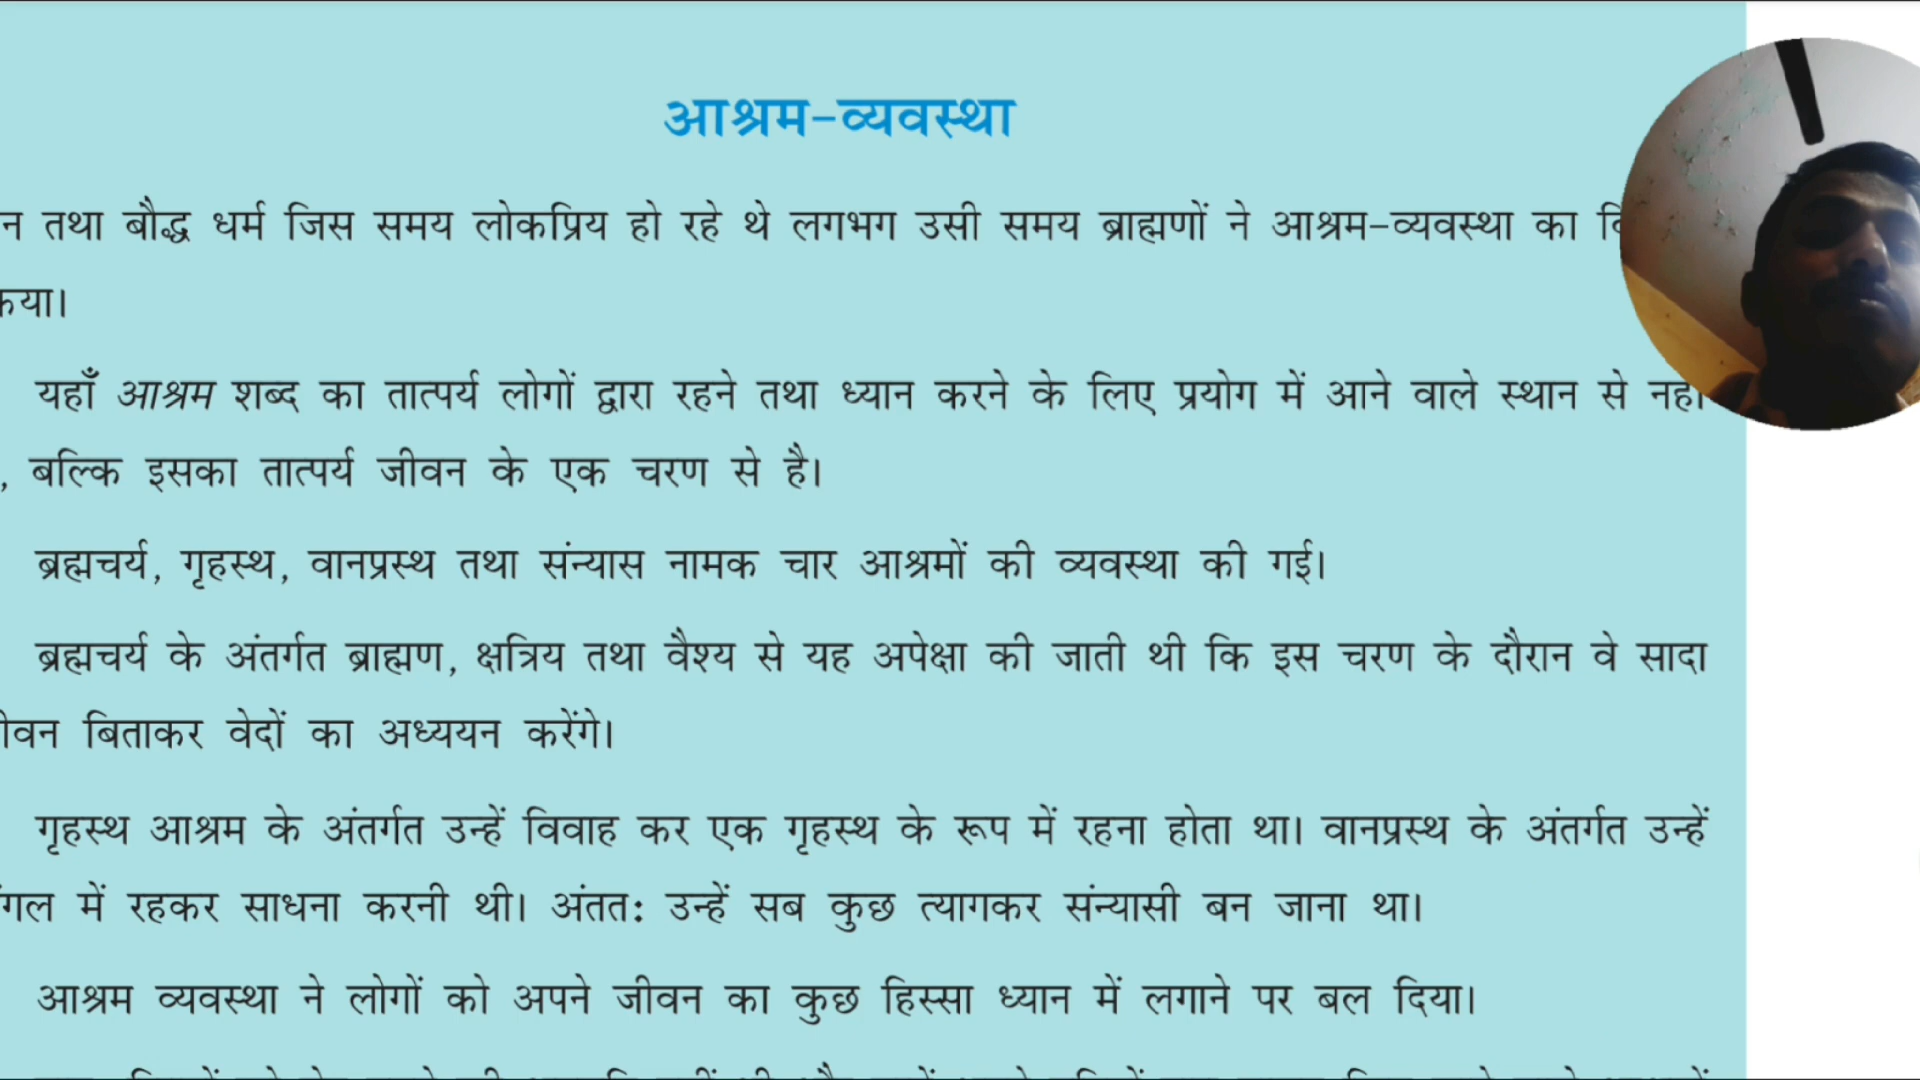 आश्रम-व्यवस्था
तथा बौद्ध धर्म जिस समय लोकप्रिय हो रहे थे लगभग उसी समय ब्राह्मणों ने आश्रम-व्यवस्था का
यहाँ आश्रम शब्द का तात्पर्य लोगों द्वारा रहने तथा ध्यान करने के लिए प्रयोग में आने वाले स्थान से
, बल्कि इसका तात्पर्य जीवन के एक चरण से है।
ब्रह्मचर्य, गृहस्थ, वानप्रस्थ तथा संन्यास नामक चार आश्रमों की व्यवस्था की गई।
ब्रह्मचर्य के अंतर्गत ब्राह्मण, क्षत्रिय तथा वैश्य से यह अपेक्षा की जाती थी कि इस चरण के दौरान वे सादा
बिताकर वेदों का अध्ययन करेंगे।
गृहस्थ आश्रम के अंतर्गत उन्हें विवाह कर एक गृहस्थ के रूप में रहना होता था। वानप्रस्थ के अंतर्गत उन्हें
में रहकर साधना करनी थी। अंतत: उन्हें सब कुछ त्यागकर संन्यासी बन जाना था।
आश्रम व्यवस्था ने लोगों को अपने जीवन का कुछ हिस्सा ध्यान में लगाने पर बल दिया।